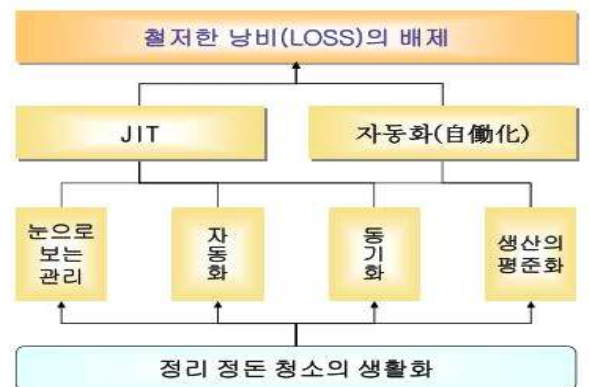 철저한 낭비(LOSS)의 배제
JIT
자동화(自働化)
눈으로
보는
관리
자
동
화
동
기
화
생산의
평준화
정리 정돈 청소의 생활화